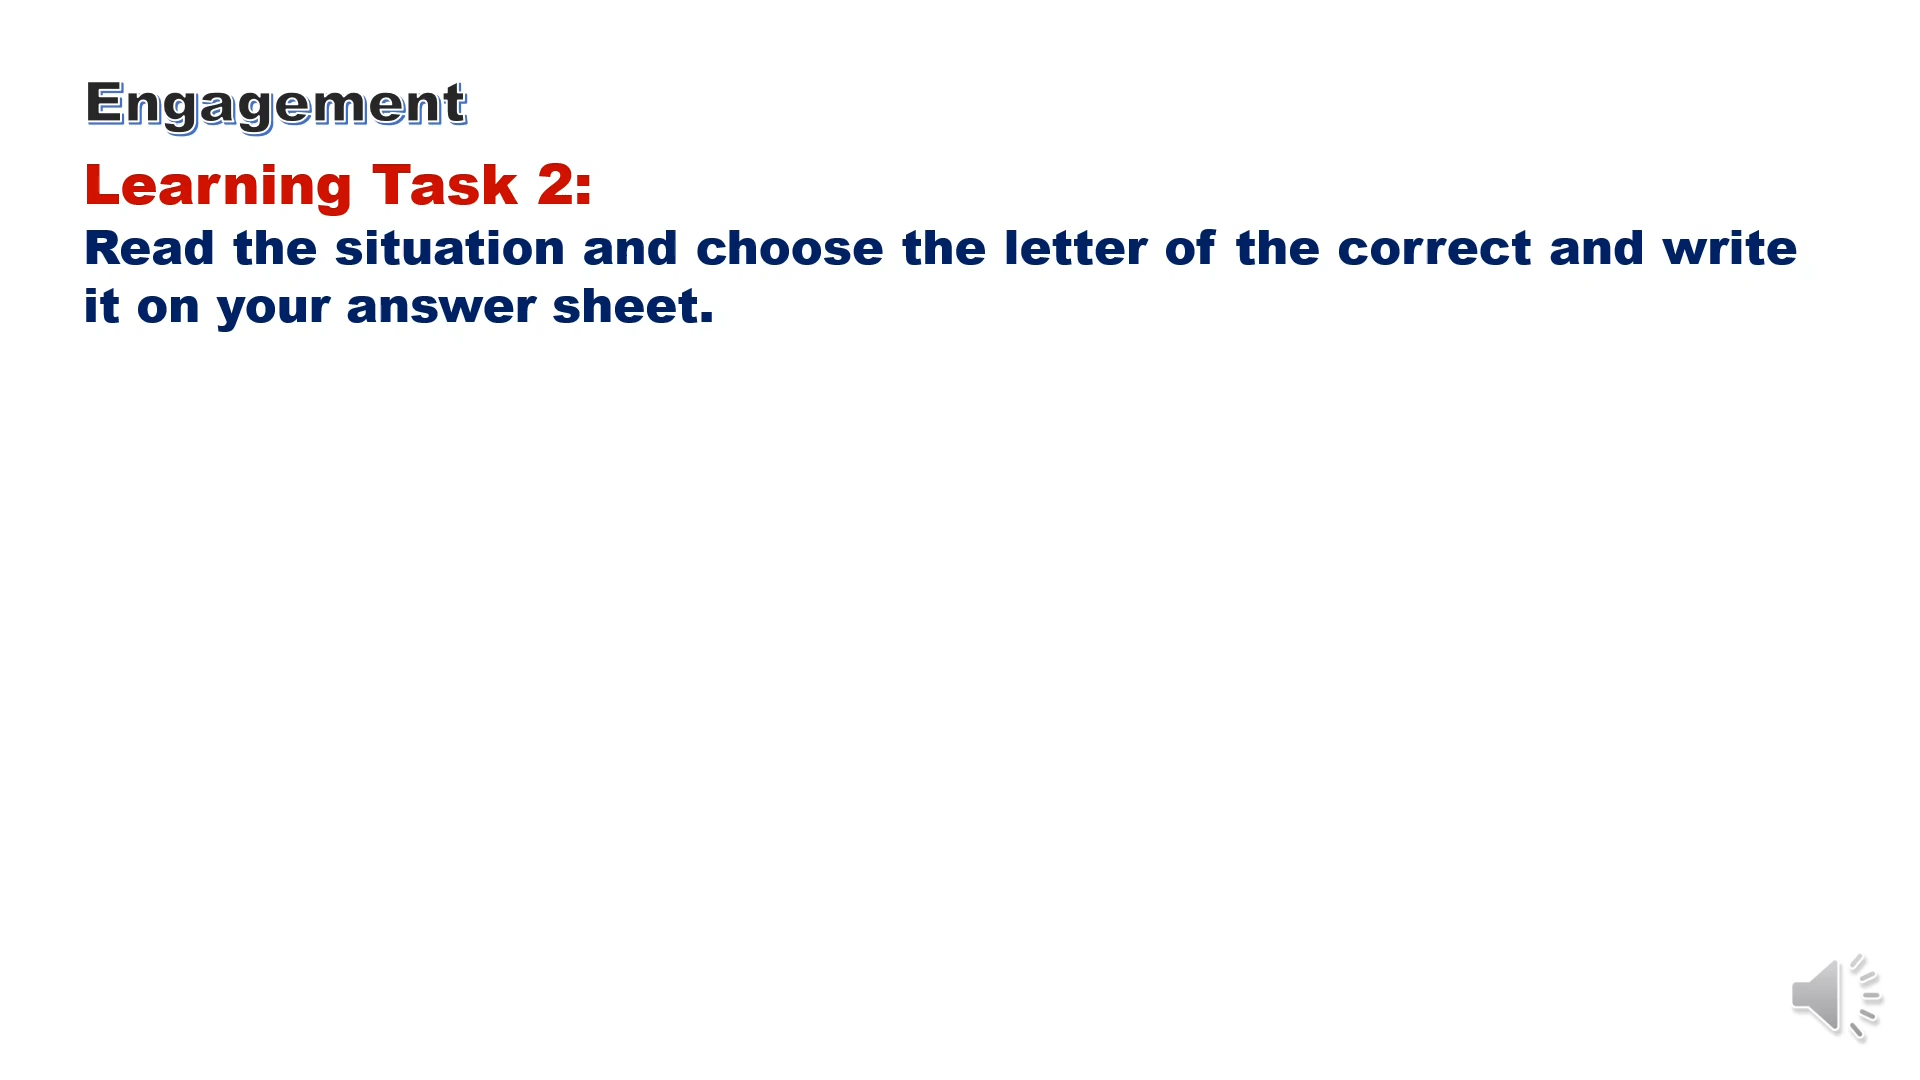 Engagement
Learning Task 2:
Read the situation and choose the letter of the correct and write
it on your answer sheet.